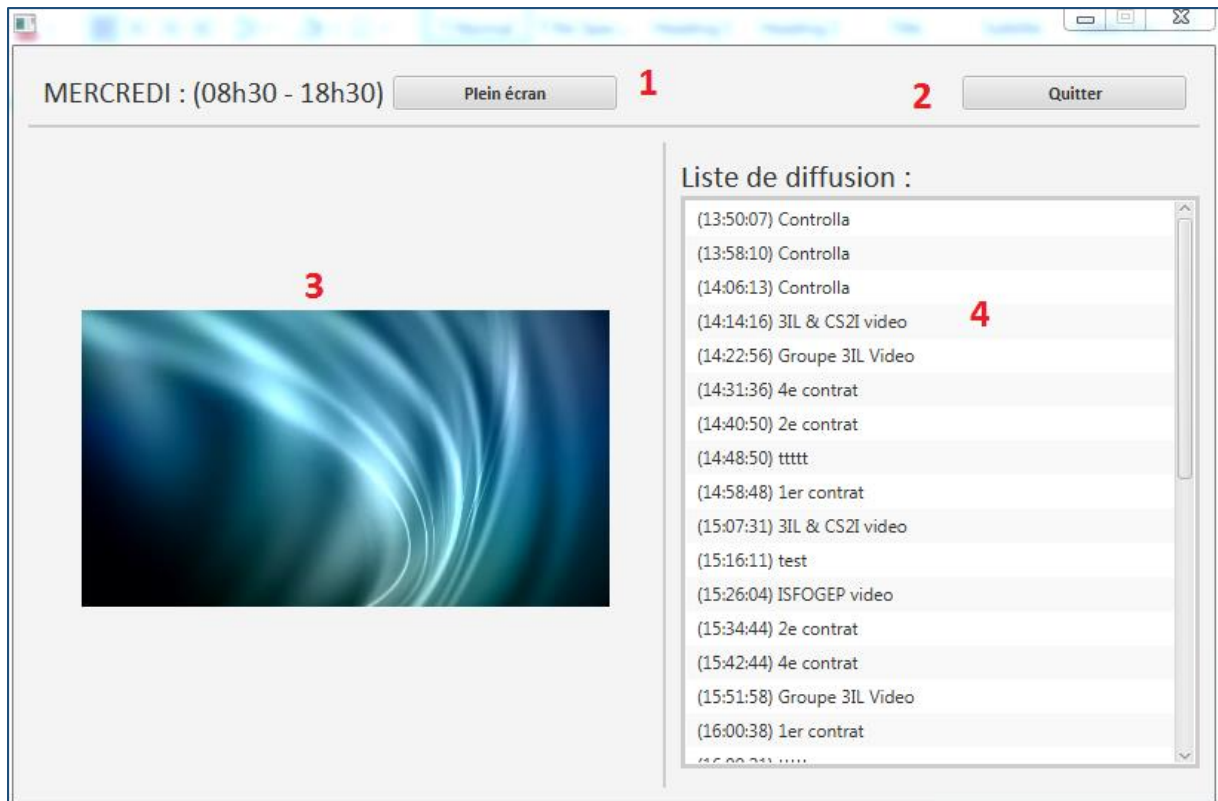 MERCREDI : (08h30 - 18h30) Plein écran 1 2 Quitter
Liste de diffusion :
3
(13:50:07) Controlla
(13:58:10) Controlla
(14:06:13) Controlla
(14:14:16) 3IL & CS2I video
4
(14:22:56) Groupe 3IL Video
(14:31:36) 4e contrat
(14:40:50) 2e contrat
(14:48:50) ttttt
(14:58:48) 1er contrat
(15:07:31) 3IL & CS2I video
(15:16:11) test
(15:26:04) ISFOGEP video
(15:34:44) 2e contrat
(15:42:44) 4e contrat
(15:51:58) Groupe 3IL Video
(16:00:38) 1er contrat